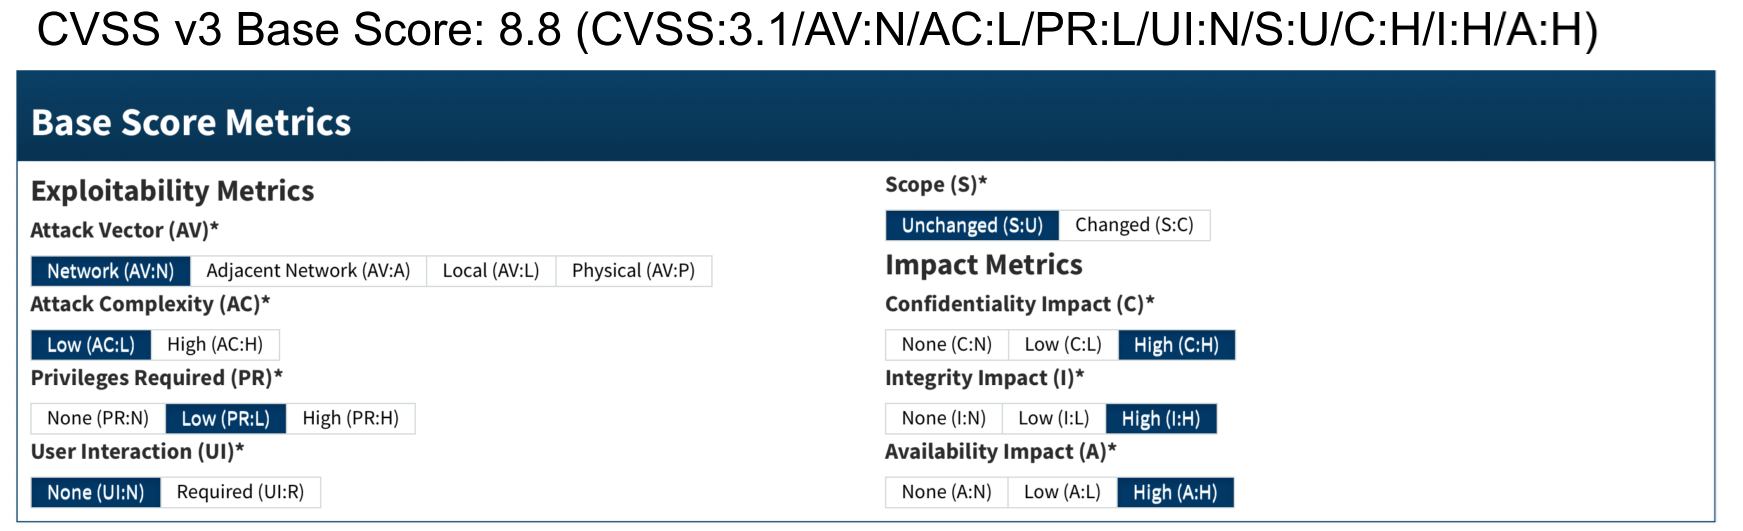 CVSS v3 Base Score: 8.8 (CVSS:3.1/AV:N/AC:L/PR:L/UI:N/S:U/C:H/I:H/A:H)
Base Score Metrics
Exploitability Metrics
Attack Vector (AV)*
Network (AV:N) Adjacent Network (AV:A) Local (AV:L) Physical (AV:P)
Attack Complexity (AC)*
Low (AC:L) High (AC:H)
Privileges Required (PR)*
None (PR:N) Low (PR:L) High (PR:H)
User Interaction (UI)*
None (UI:N) Required (UI:R)
Scope (S)*
Unchanged (S:U) Changed (S:C)
Impact Metrics
Confidentiality Impact (C)*
None (C:N) Low (C:L) High (C:H)
Integrity Impact (I)*
None (I:N) Low (I:L) High (I:H)
Availability Impact (A)*
None (A:N) Low (A:L) High (A:H)